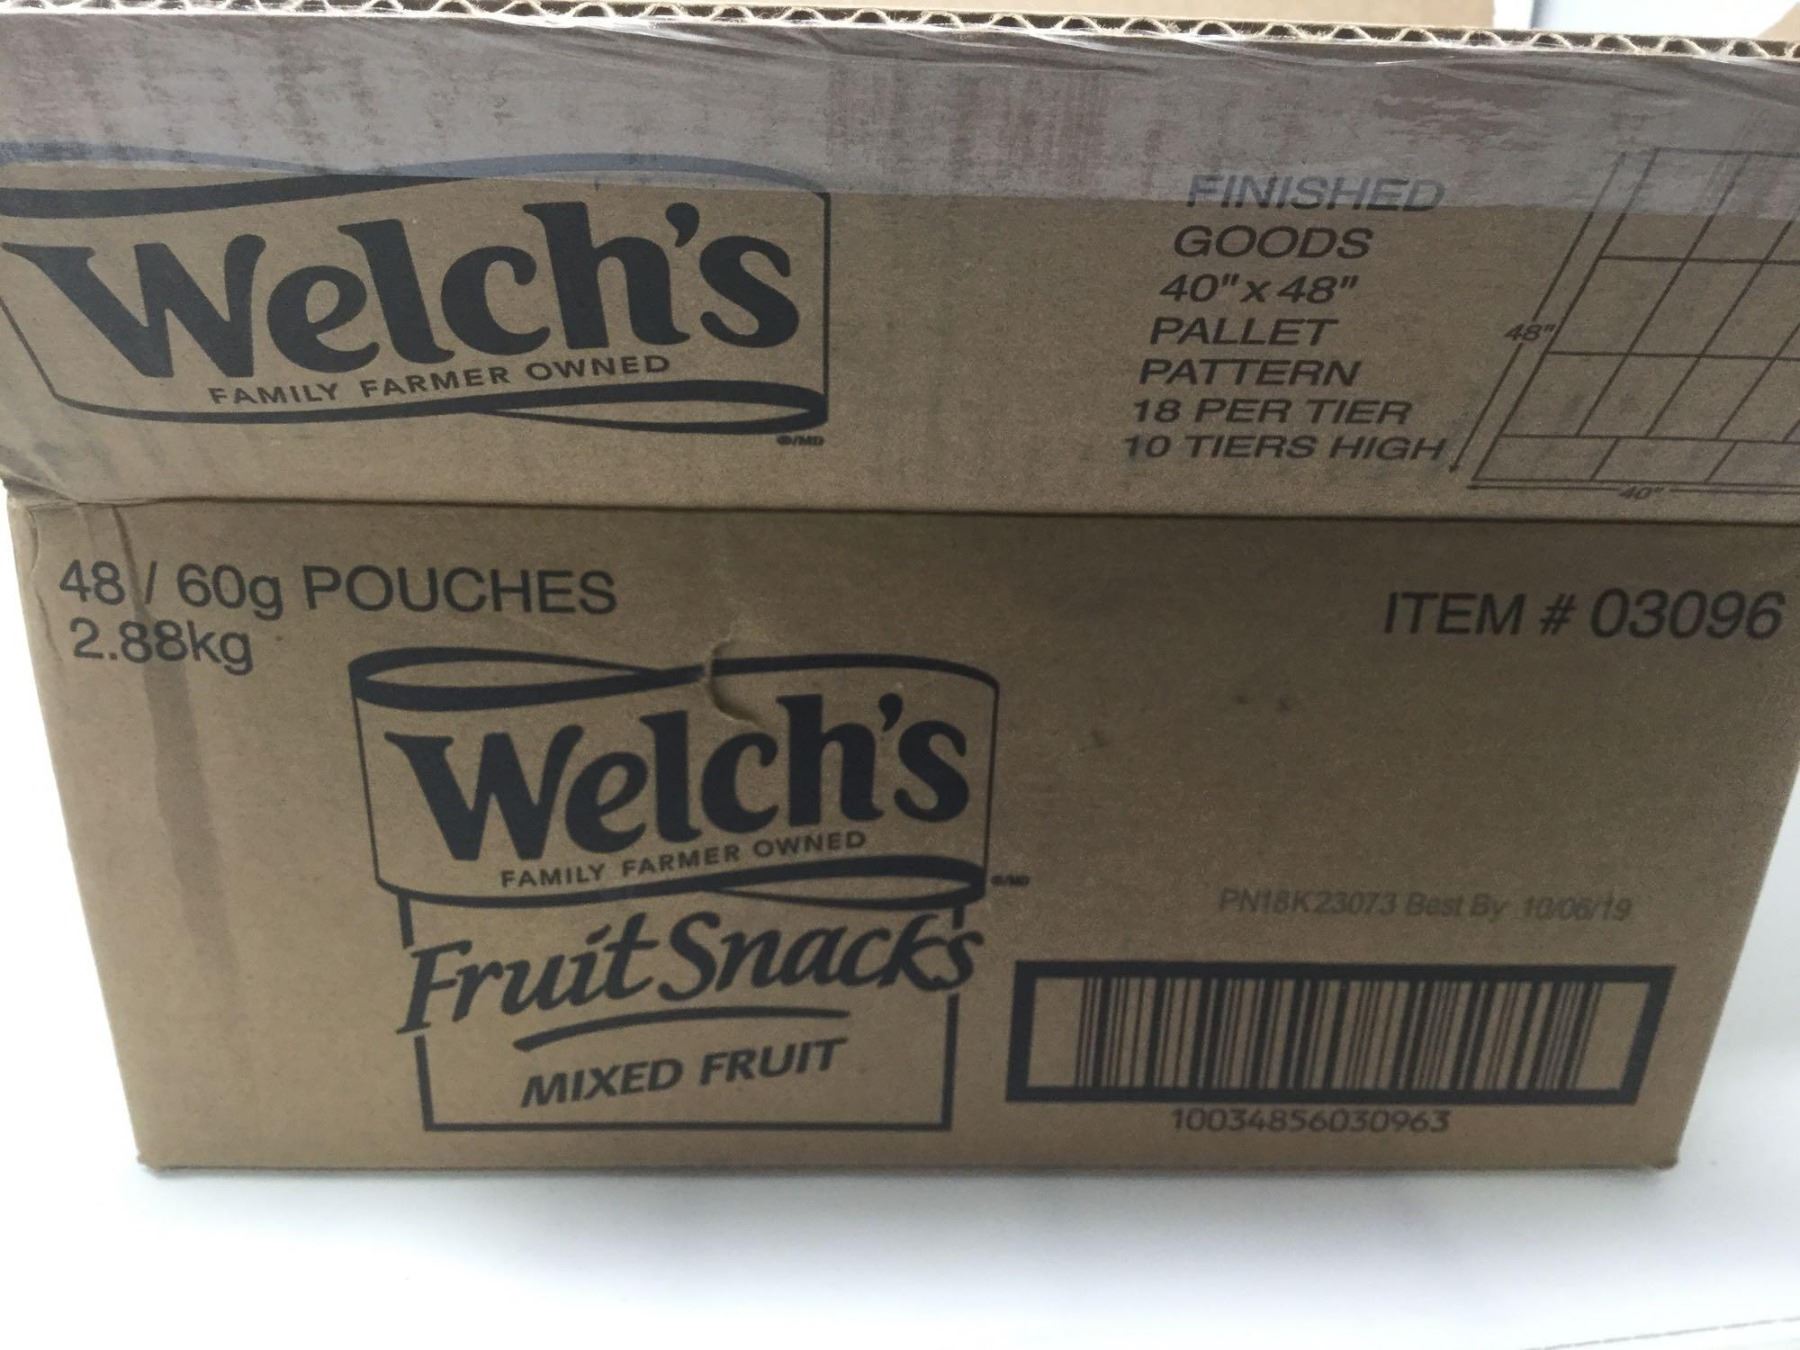 Welch's
FAMILY FARMER OWNED
®/MD
FINISHED
GOODS
40" x 48"
PALLET
PATTERN
18 PER TIER
10 TIERS HIGH
48"
40"
48 / 60g POUCHES
2.88kg
ITEM # 03096
Welch's
FAMILY FARMER OWNED
®/MD
Fruit Snacks
MIXED FRUIT
PN18K23073 Best By 10/06/19
10034856030963